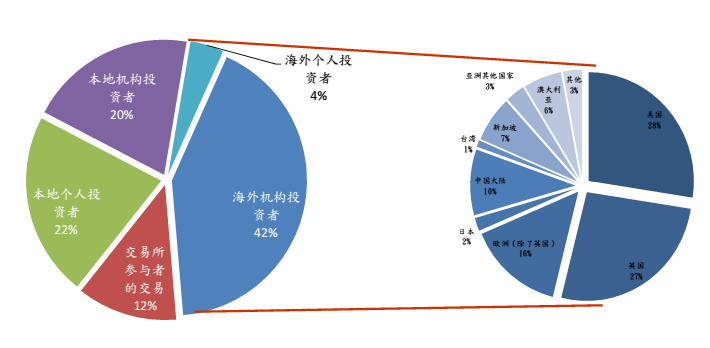 海外个人投
资者
4%
本地机构投
资者
20%
海外机构投
资者
42%
本地个人投
资者
22%
交易所
参与者
的交易
12%
亚洲其他国家
3%
其他
3%
澳大利
亚
6%
美国
28%
新加坡
7%
台湾
1%
中国大陆
10%
日本
2%
欧洲（除了英国）
16%
英国
27%